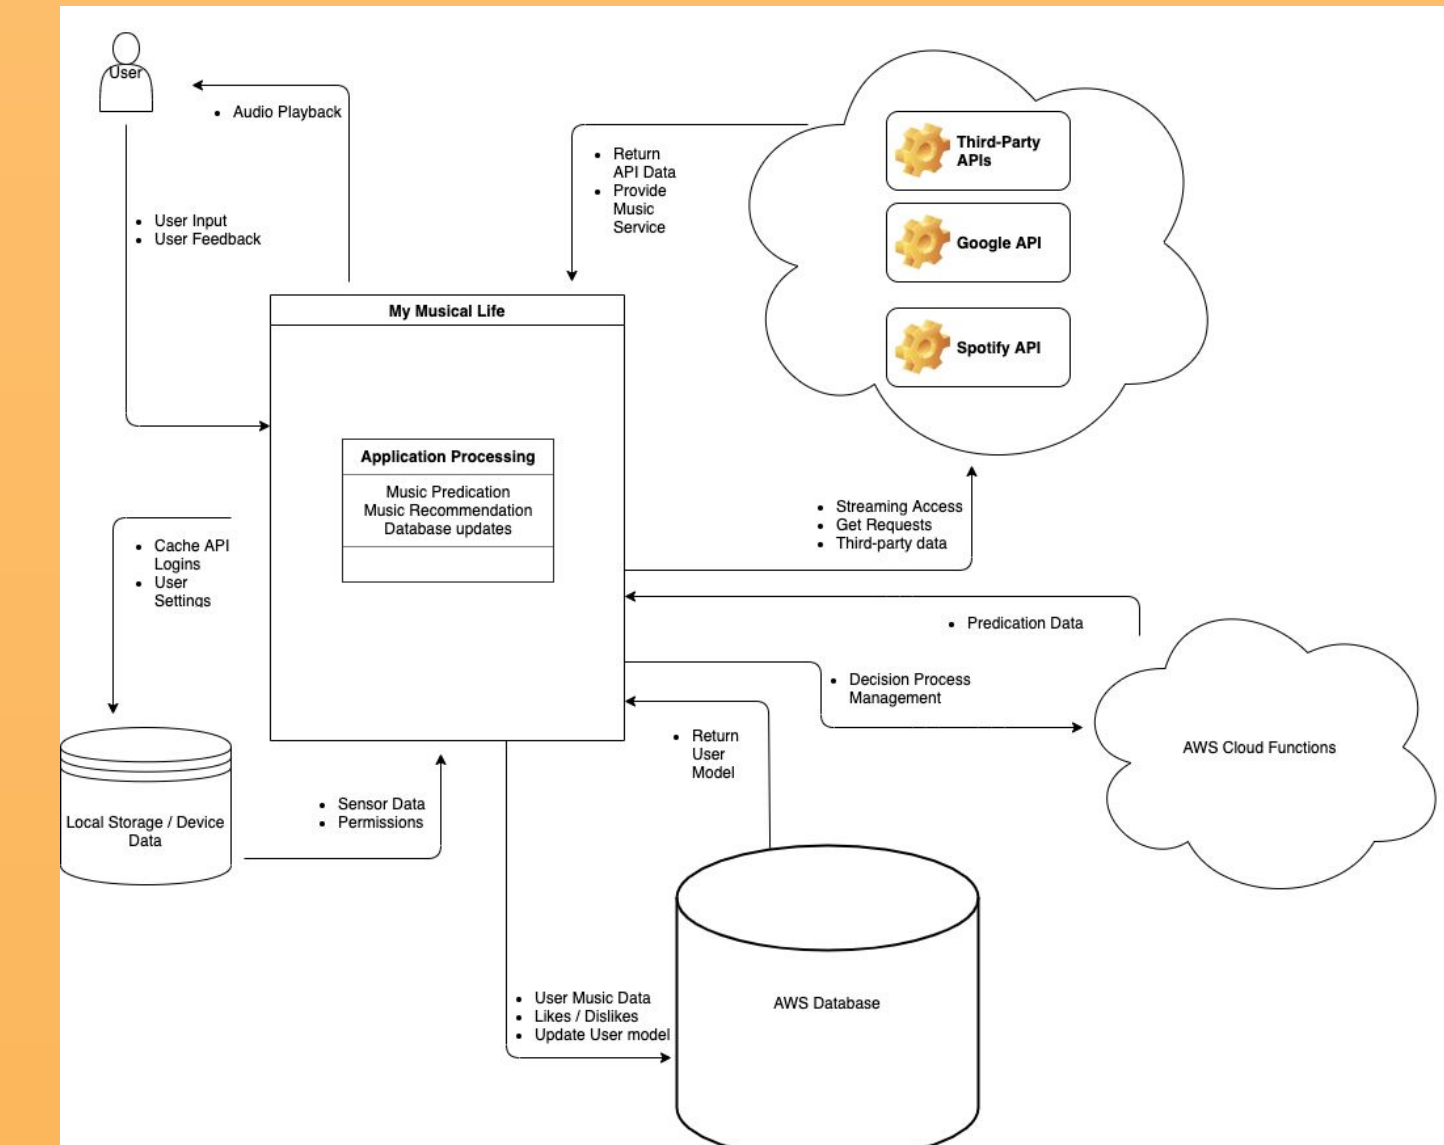 User
• Audio Playback
• User Input
• User Feedback
• Return
API Data
• Provide
Music
Service
Third-Party
APIs
Google API
Spotify API
My Musical Life
Application Processing
Music Predication
Music Recommendation
Database updates
• Streaming Access
• Get Requests
• Third-party data
• Cache API
Logins
• User
Settings
• Predication Data
• Decision Process
Management
AWS Cloud Functions
• Return
User
Model
Local Storage / Device
Data
• Sensor Data
• Permissions
• User Music Data
• Likes / Dislikes
• Update User model
AWS Database